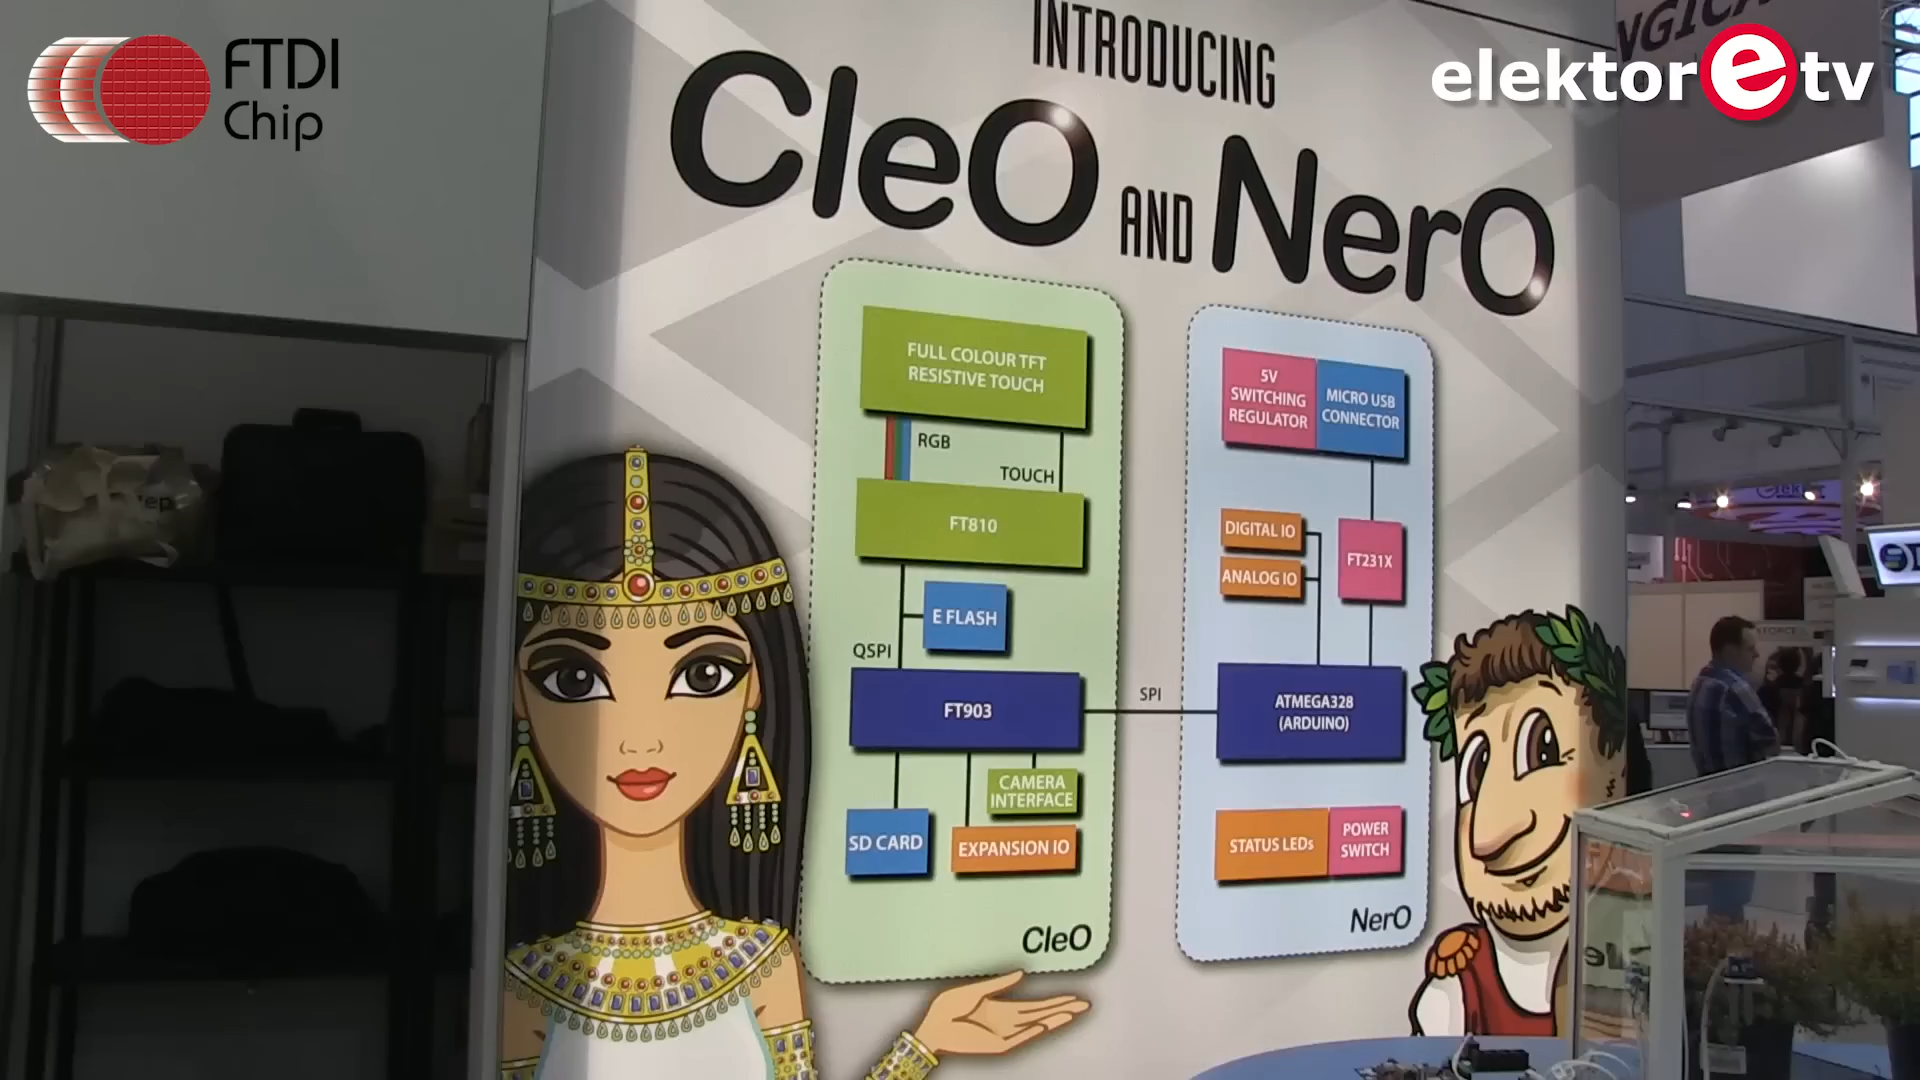 FTDI
Chip
elektor e tv
INTRODUCING
CleO AND NerO
FULL COLOUR TFT
RESISTIVE TOUCH
RGB
TOUCH
FT810
E FLASH
QSPI
FT903
CAMERA
INTERFACE
SD CARD
EXPANSION IO
CleO
SPI
5V
SWITCHING
REGULATOR
MICRO USB
CONNECTOR
DIGITAL IO
ANALOG IO
FT231X
ATMEGA328
(ARDUINO)
STATUS LEDs
POWER
SWITCH
NerO